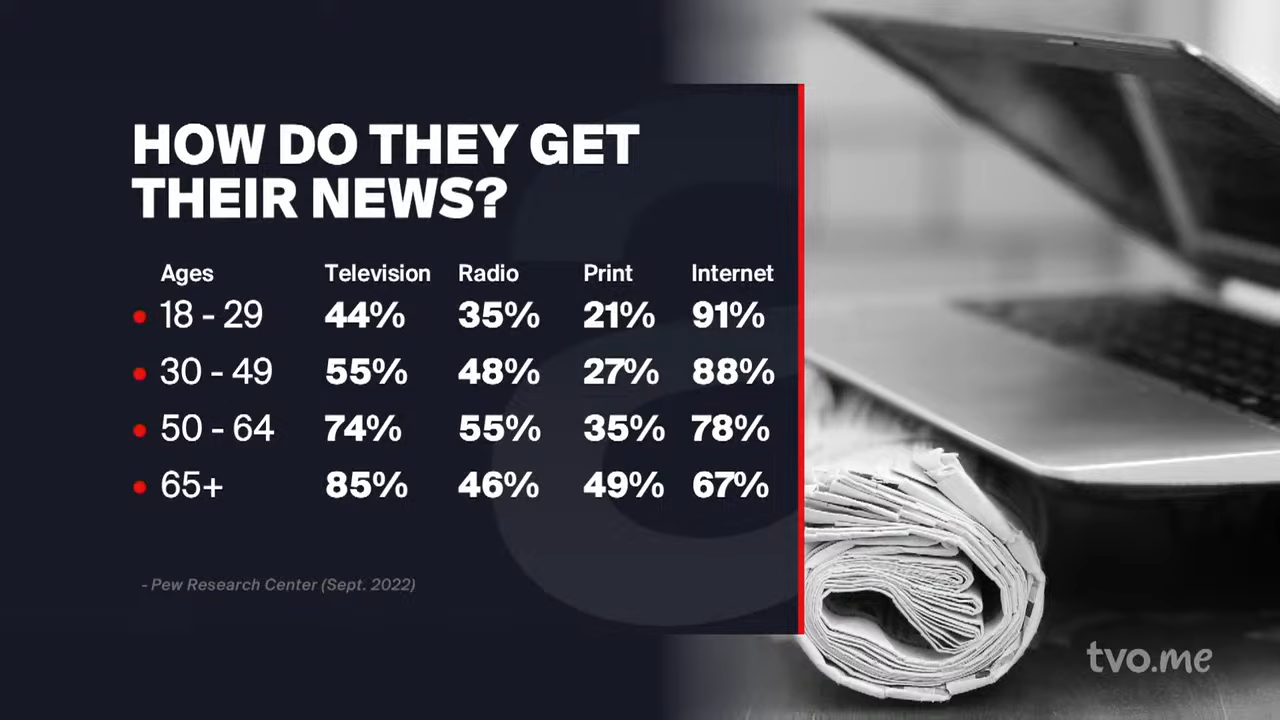 HOW DO THEY GET
THEIR NEWS?
Ages Television Radio Print Internet
18 - 29 44% 35% 21% 91%
30 - 49 55% 48% 27% 88%
50 - 64 74% 55% 35% 78%
65+ 85% 46% 49% 67%
- Pew Research Center (Sept. 2022)
tvo.me